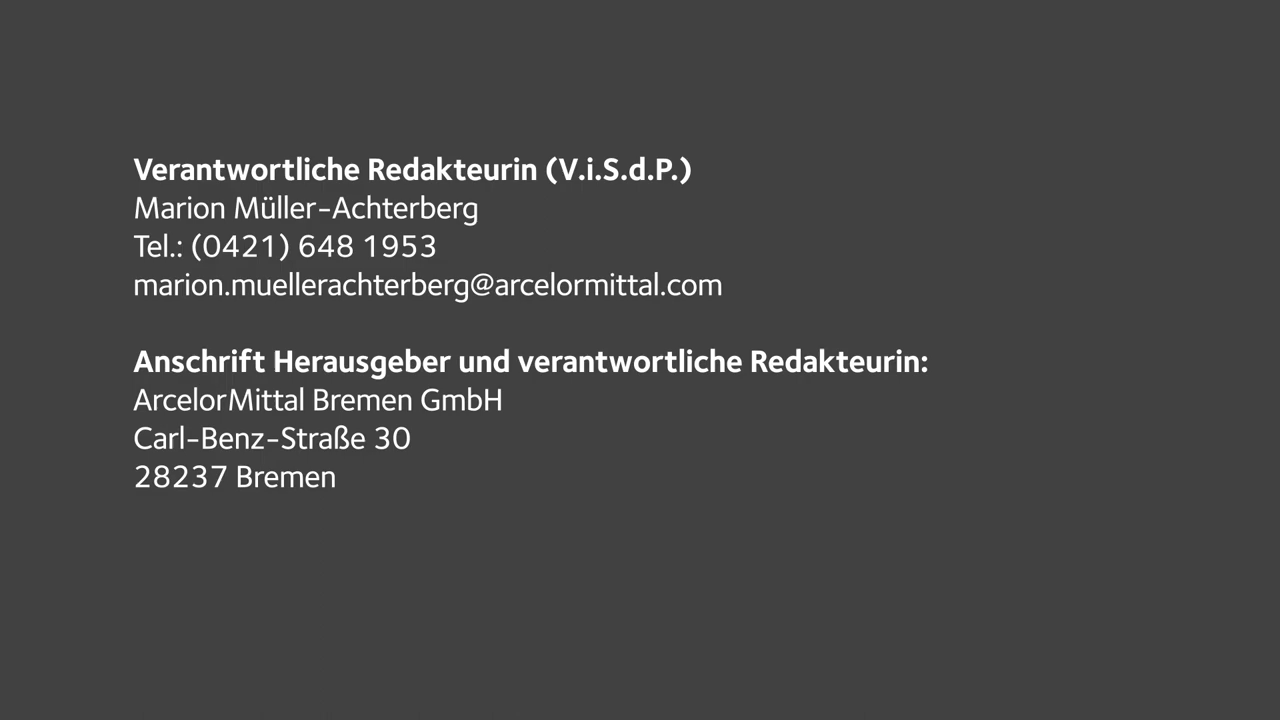 Verantwortliche Redakteurin (V.i.S.d.P.)
Marion Müller-Achterberg
Tel.: (0421) 648 1953
marion.muellerachterberg@arcelormittal.com
Anschrift Herausgeber und verantwortliche Redakteurin:
ArcelorMittal Bremen GmbH
Carl-Benz-Straße 30
28237 Bremen